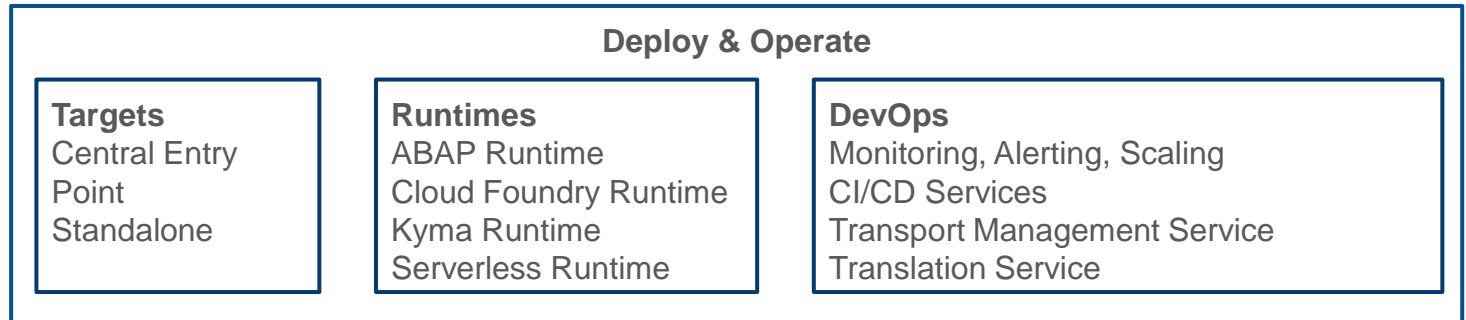 Deploy & Operate
Targets
Central Entry
Point
Standalone
Runtimes
ABAP Runtime
Cloud Foundry Runtime
Kyma Runtime
Serverless Runtime
DevOps
Monitoring, Alerting, Scaling
CI/CD Services
Transport Management Service
Translation Service